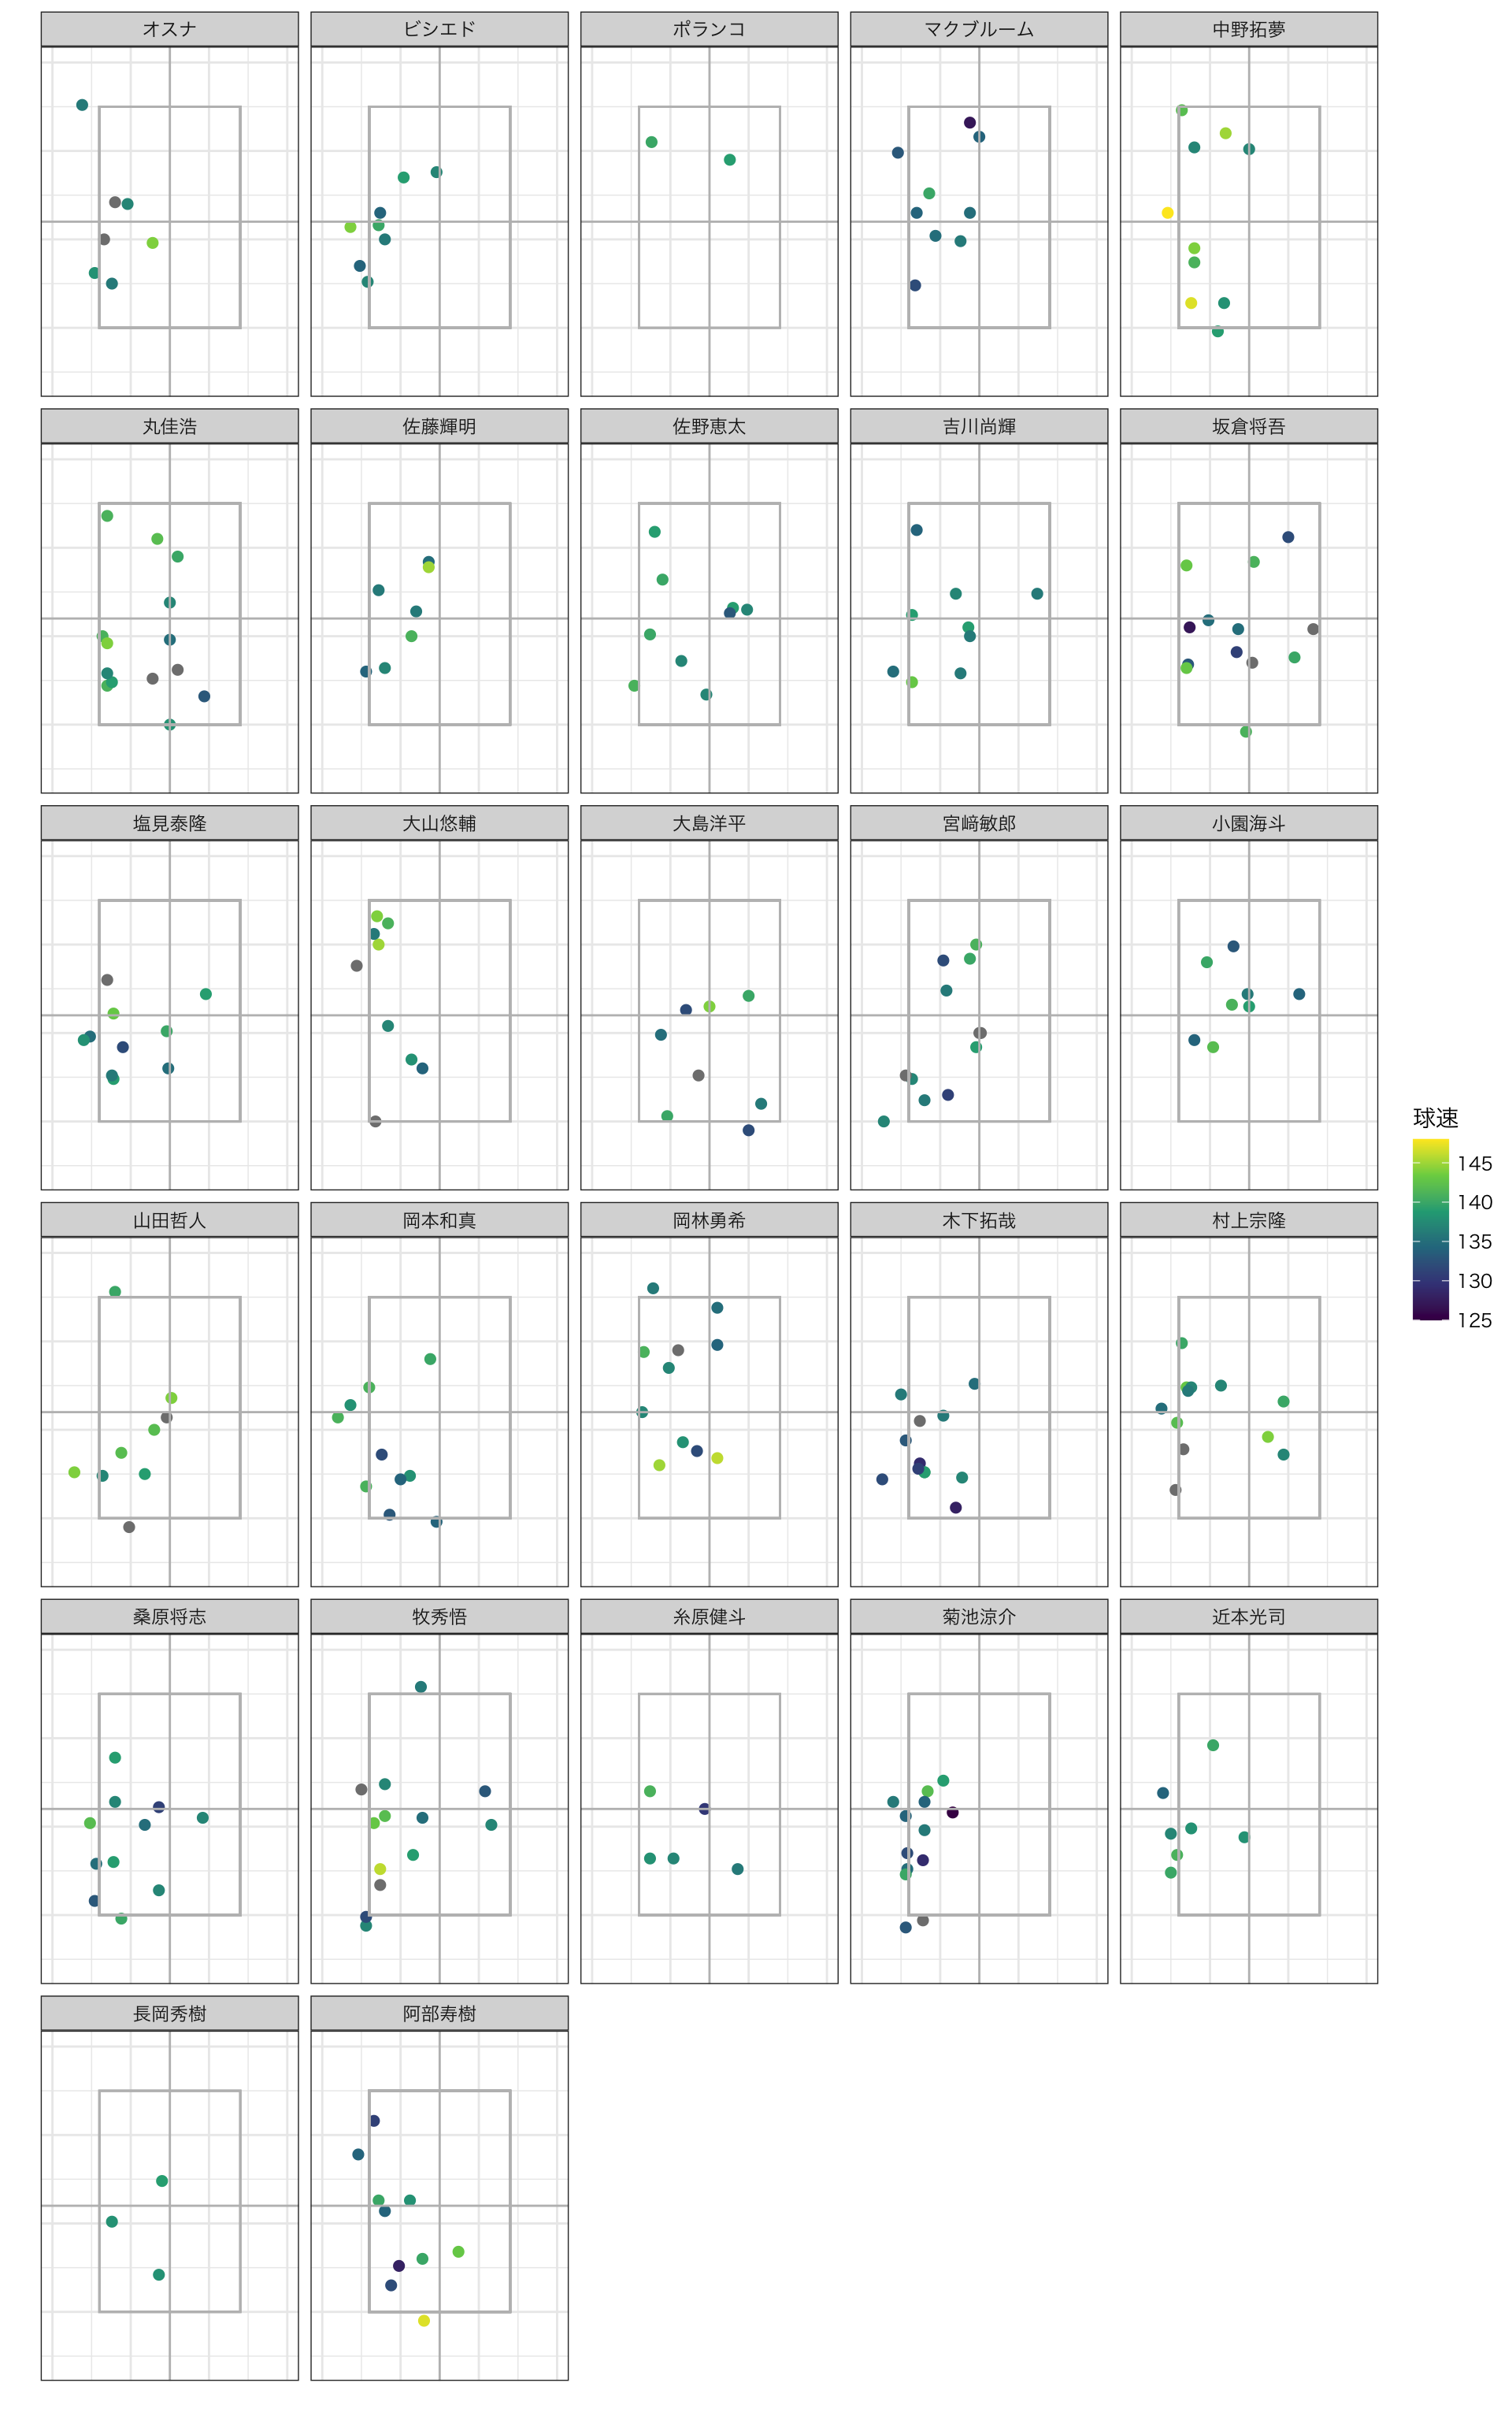 オスナ
ビシエド
ポランコ
マクブルーム
中野拓夢
丸佳浩
佐藤輝明
佐野恵太
吉川尚輝
坂倉将吾
塩見泰隆
大山悠輔
大島洋平
宮﨑敏郎
小園海斗
球速
145
140
135
130
125
山田哲人
岡本和真
岡林勇希
木下拓哉
村上宗隆
桑原将志
牧秀悟
糸原健斗
菊池涼介
近本光司
長岡秀樹
阿部寿樹